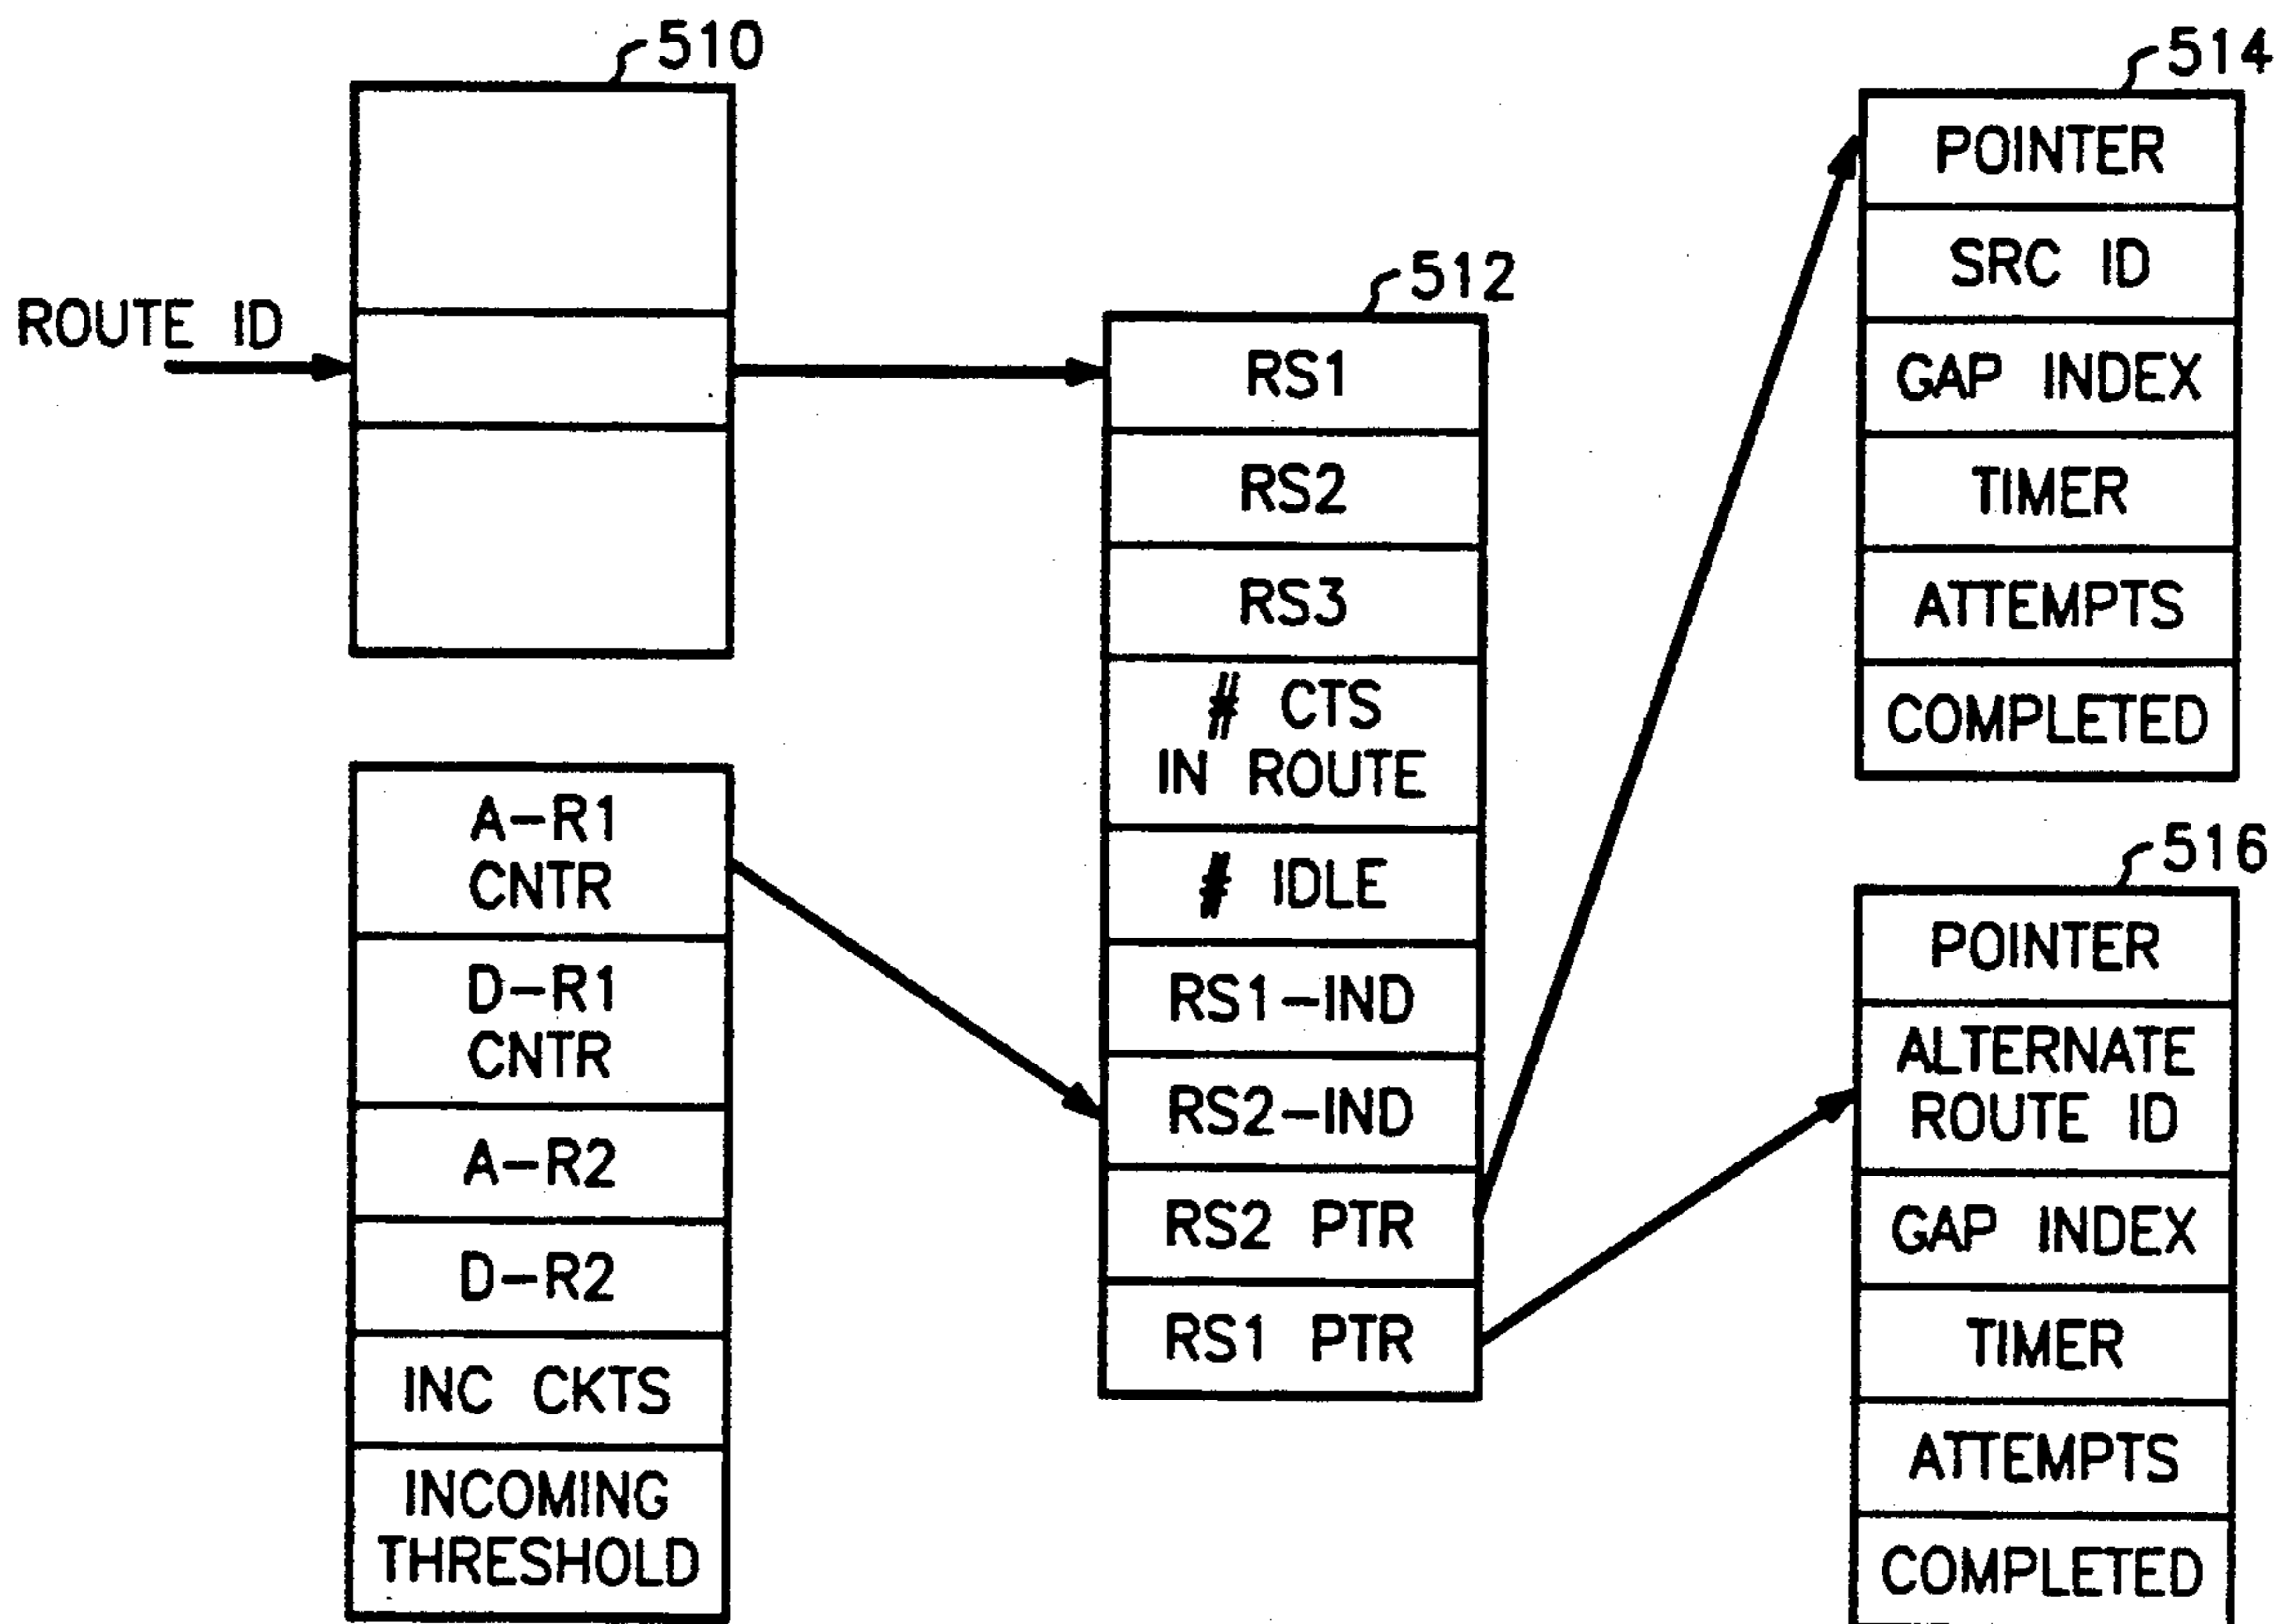 510
ROUTE ID
512
RS1
RS2
RS3
# CTS
IN ROUTE
# IDLE
RS1-IND
RS2-IND
RS2 PTR
RS1 PTR
A-R1
CNTR
D-R1
CNTR
A-R2
D-R2
INC CKTS
INCOMING
THRESHOLD
514
POINTER
SRC ID
GAP INDEX
TIMER
ATTEMPTS
COMPLETED
516
POINTER
ALTERNATE
ROUTE ID
GAP INDEX
TIMER
ATTEMPTS
COMPLETED